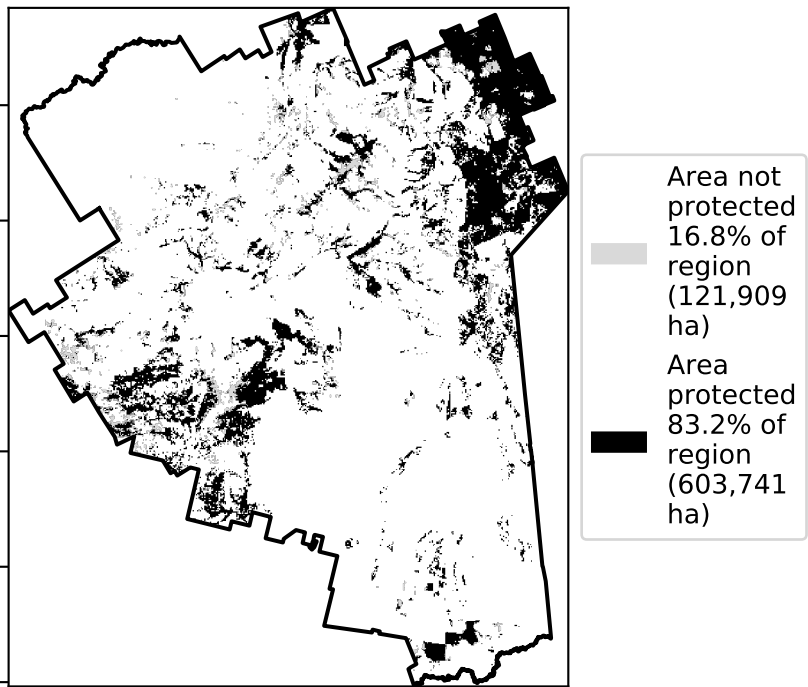 Area not
protected
16.8% of
region
(121,909
ha)
Area
protected
83.2% of
region
(603,741
ha)